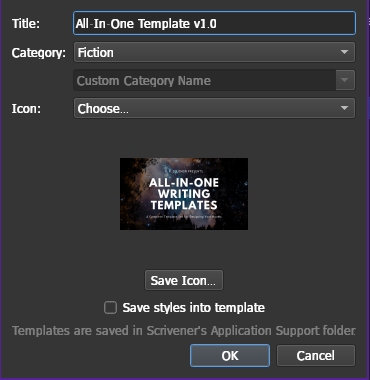 Title: All-In-One Template v1.0
Category: Fiction
Custom Category Name
Icon: Choose...
ALL-IN-ONE
WRITING
TEMPLATES
Save Icon...
Save styles into template
Templates are saved in Scrivener's Application Support folder
OK Cancel